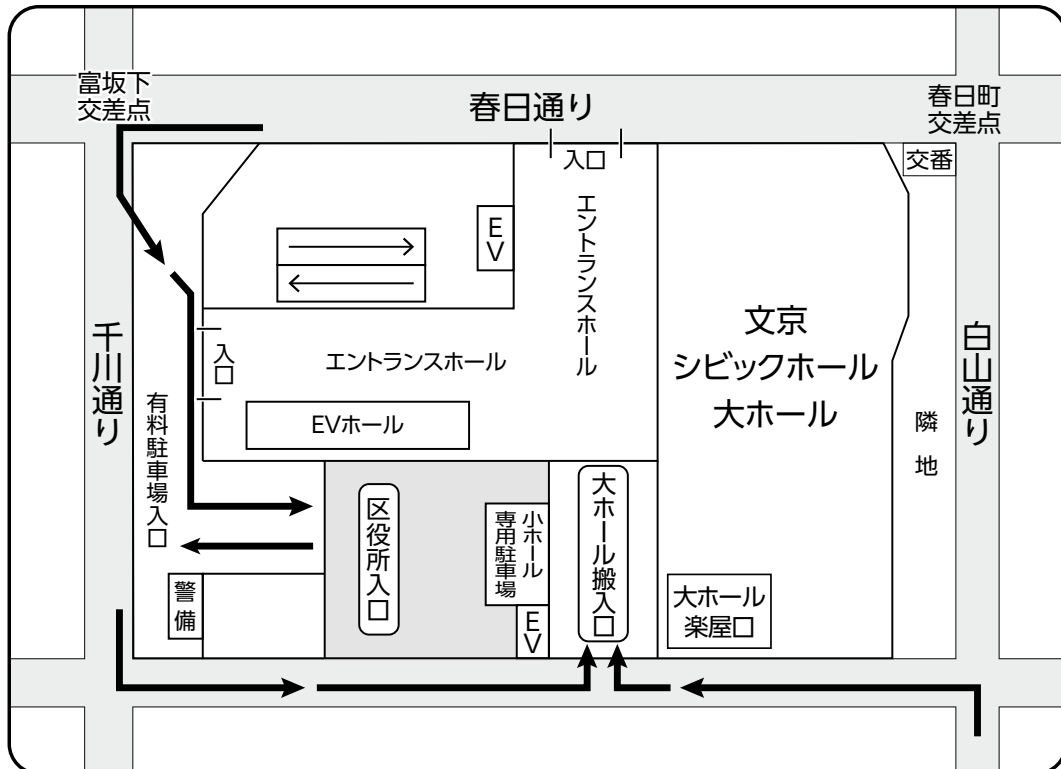 富坂下
交差点
春日通り
春日町
交差点
入口
交番
EV
エントランスホール
千川通り
入口
エントランスホール
文京
シビックホール
大ホール
白山通り
EVホール
隣地
有料駐車場入口
区役所入口
小ホール
専用駐車場
大ホール搬入口
警備
EV
大ホール
楽屋口